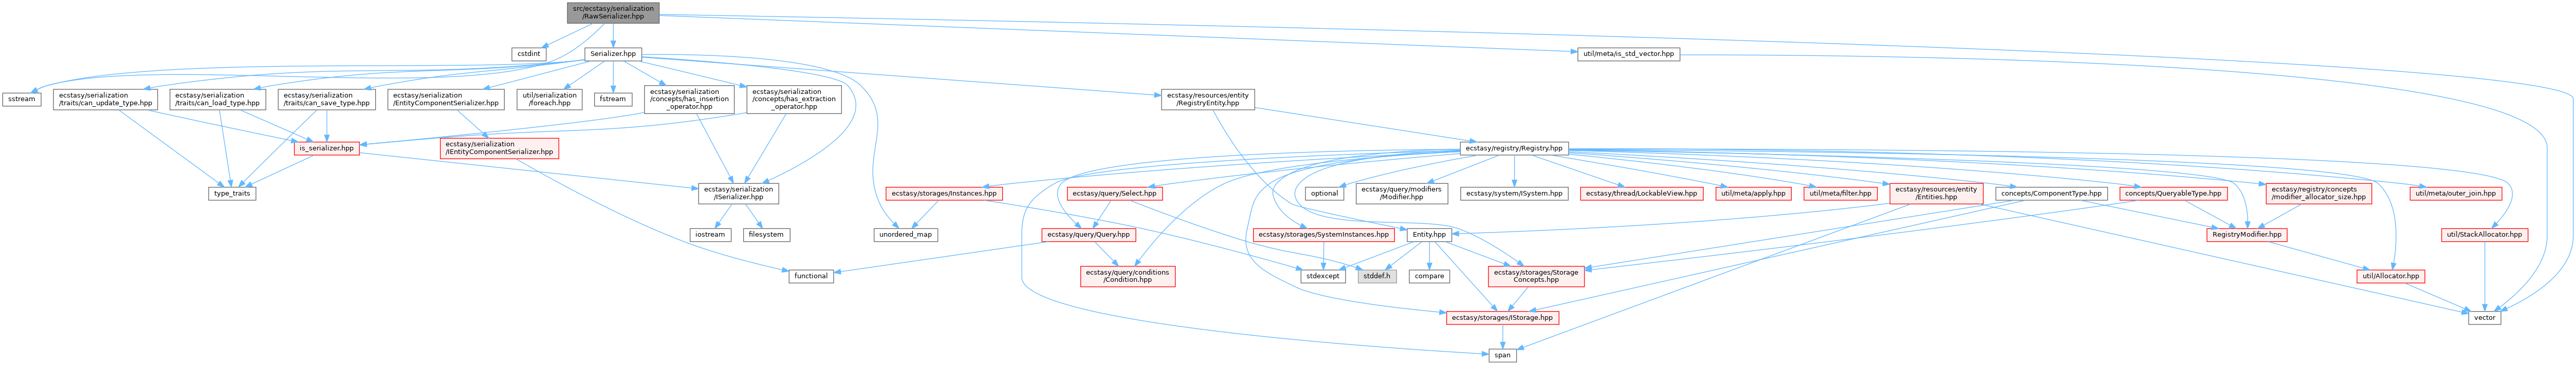 src/ecstasy/serialization
/RawSerializer.hpp
cstdint
Serializer.hpp
util/meta/is_std_vector.hpp
sstream
ecstasy/serialization
/traits/can_update_type.hpp
ecstasy/serialization
/traits/can_load_type.hpp
ecstasy/serialization
/traits/can_save_type.hpp
ecstasy/serialization
/EntityComponentSerializer.hpp
util/serialization
/foreach.hpp
fstream
ecstasy/serialization
/concepts/has_insertion
_operator.hpp
ecstasy/serialization
/concepts/has_extraction
_operator.hpp
ecstasy/resources/entity
/RegistryEntity.hpp
is_serializer.hpp
ecstasy/serialization
/IEntityComponentSerializer.hpp
ecstasy/registry/Registry.hpp
type_traits
ecstasy/serialization
/ISerializer.hpp
ecstasy/storages/Instances.hpp
ecstasy/query/Select.hpp
optional
ecstasy/query/modifiers
/Modifier.hpp
ecstasy/system/ISystem.hpp
ecstasy/thread/LockableView.hpp
util/meta/apply.hpp
util/meta/filter.hpp
ecstasy/resources/entity
/Entities.hpp
concepts/ComponentType.hpp
concepts/QueryableType.hpp
ecstasy/registry/concepts
/modifier_allocator_size.hpp
util/meta/outer_join.hpp
iostream
filesystem
unordered_map
ecstasy/query/Query.hpp
ecstasy/storages/SystemInstances.hpp
Entity.hpp
RegistryModifier.hpp
util/StackAllocator.hpp
functional
ecstasy/query/conditions
/Condition.hpp
stdexcept
stddef.h
compare
ecstasy/storages/Storage
Concepts.hpp
util/Allocator.hpp
ecstasy/storages/IStorage.hpp
vector
span